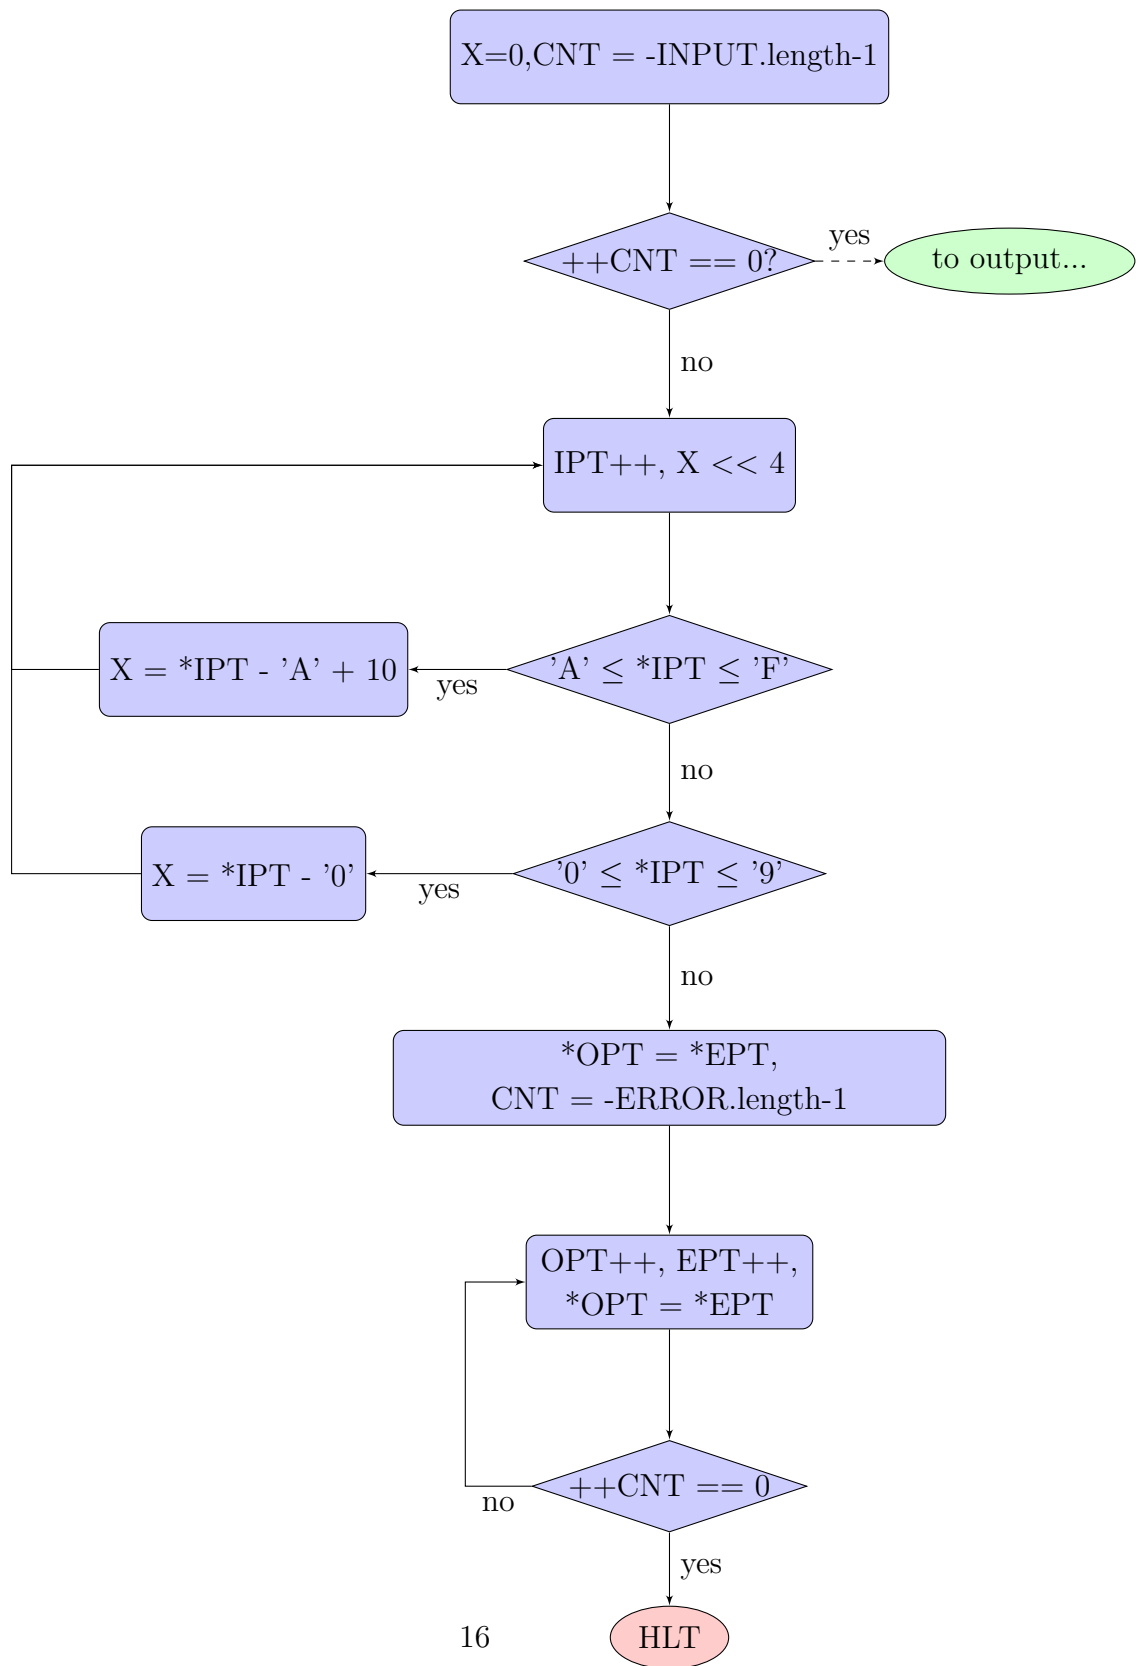 X=0,CNT = -INPUT.length-1
++CNT == 0?
yes
to output...
no
IPT++, X << 4
X = *IPT - 'A' + 10
yes
'A' ≤ *IPT ≤ 'F'
no
X = *IPT - '0'
yes
'0' ≤ *IPT ≤ '9'
no
*OPT = *EPT,
CNT = -ERROR.length-1
OPT++, EPT++,
*OPT = *EPT
++CNT == 0
no
yes
16
HLT